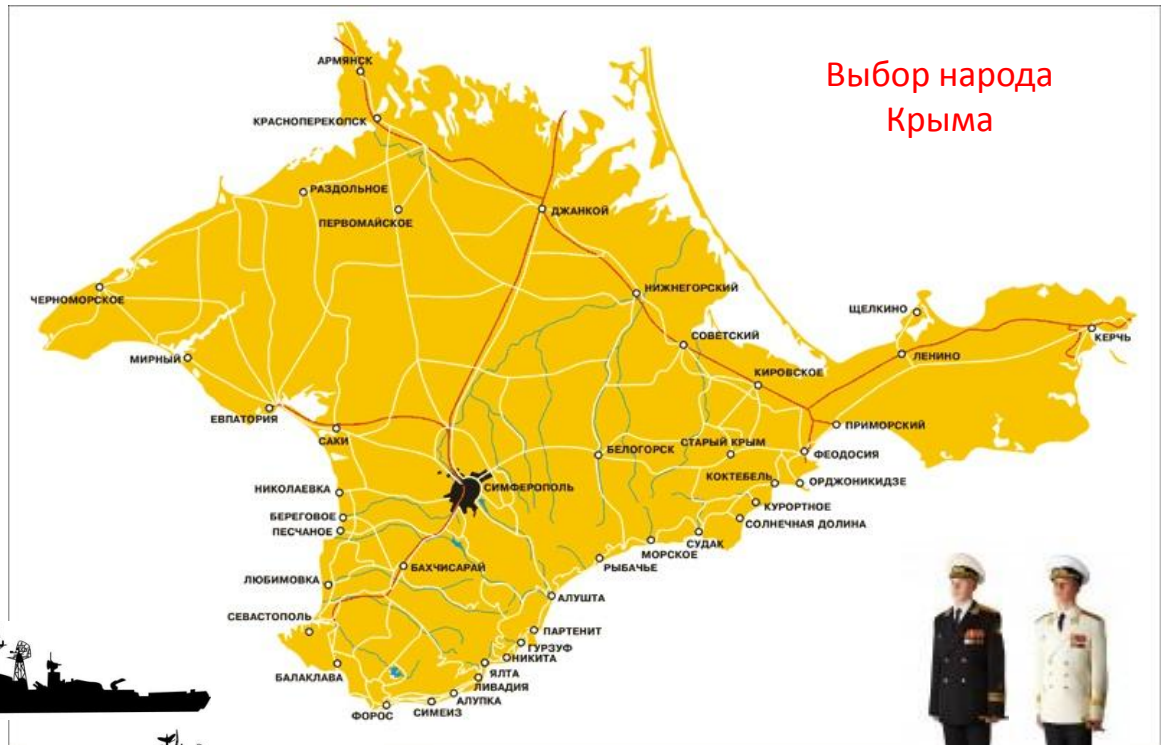 Выбор народа
Крыма
АРМЯНСК
КРАСНОПЕРЕКОПСК
РАЗДОЛЬНОЕ
ПЕРВОМАЙСКОЕ
ДЖАНКОЙ
ЧЕРНОМОРСКОЕ
НИЖНЕГОРСКИЙ
ЩЕЛКИНО
КЕРЧЬ
СОВЕТСКИЙ
МИРНЫЙ
ЛЕНИНО
КИРОВСКОЕ
ЕВПАТОРИЯ
САКИ
ПРИМОРСКИЙ
БЕЛОГОРСК
СТАРЫЙ КРЫМ
ФЕОДОСИЯ
КОКТЕБЕЛЬ
ОРДЖОНИКИДЗЕ
НИКОЛАЕВКА
СИМФЕРОПОЛЬ
КУРОРТНОЕ
БЕРЕГОВОЕ
СОЛНЕЧНАЯ ДОЛИНА
ПЕСЧАНОЕ
СУДАК
МОРСКОЕ
РЫБАЧЬЕ
БАХЧИСАРАЙ
ЛЮБИМОВКА
АЛУШТА
СЕВАСТОПОЛЬ
ПАРТЕНИТ
ГУРЗУФ
НИКИТА
ЯЛТА
БАЛАКЛАВА
ЛИВАДИЯ
АЛУПКА
СИМЕИЗ
ФОРОС